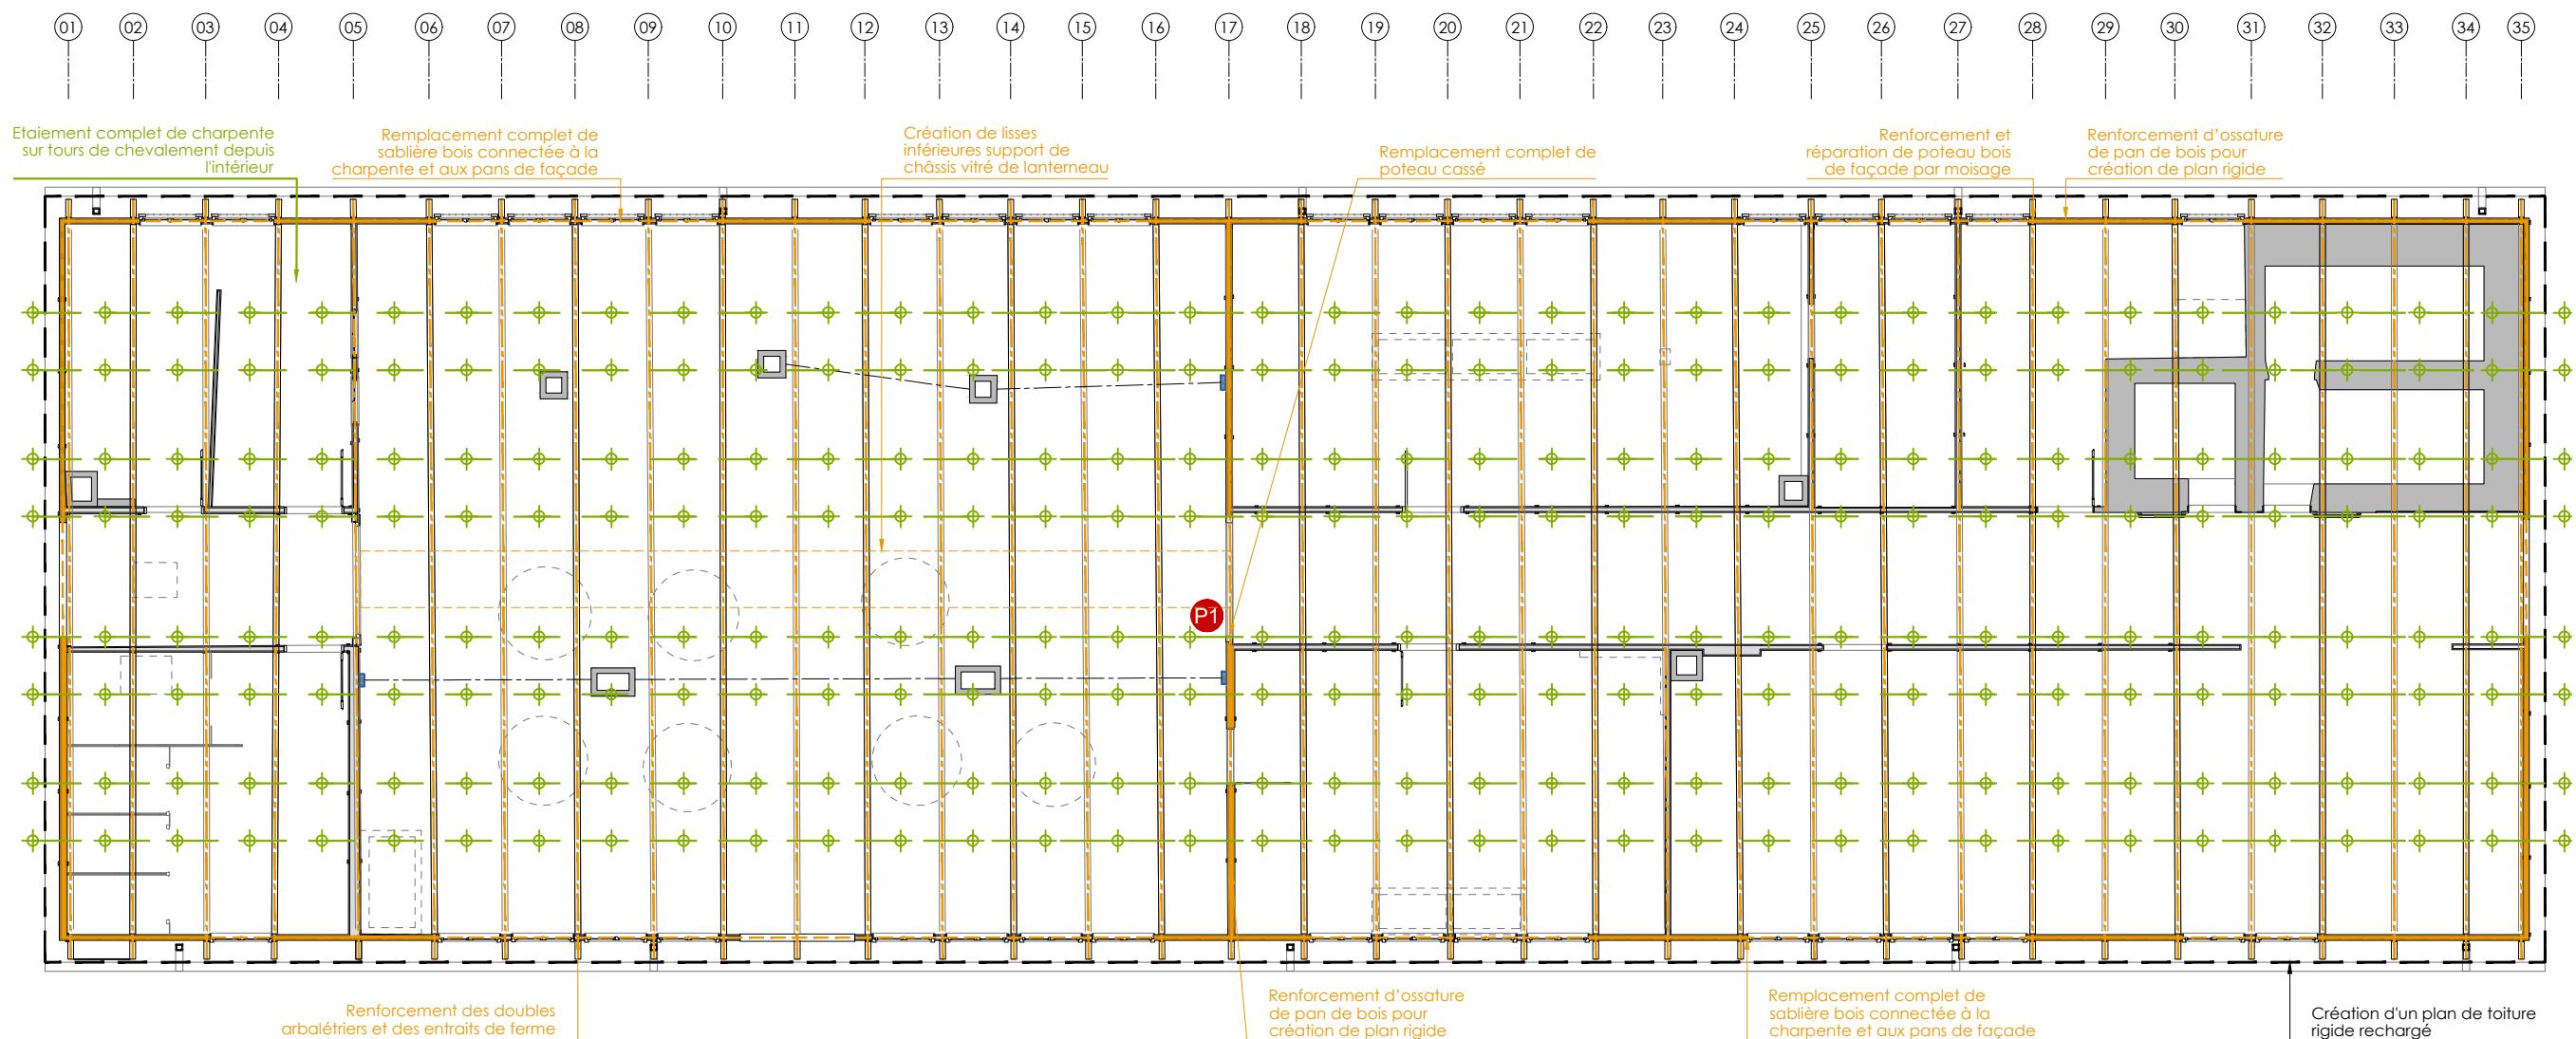 01 02 03 04 05 06 07 08 09 10 11 12 13 14 15 16 17 18 19 20 21 22 23 24 25 26 27 28 29 30 31 32 33 34 35
Etaiement complet de charpente
sur tours de chevalement depuis
l'intérieur
Remplacement complet de
sablière bois connectée à la
charpente et aux pans de façade
Création de lisses
inférieures support de
châssis vitré de lanterneau
Remplacement complet de
poteau cassé
Renforcement et
réparation de poteau bois
de façade par moisage
Renforcement d’ossature
de pan de bois pour
création de plan rigide
P1
Renforcement des doubles
arbalétriers et des entraits de ferme
Renforcement d’ossature
de pan de bois pour
création de plan rigide
Remplacement complet de
sablière bois connectée à la
charpente et aux pans de façade
Création d'un plan de toiture
rigide rechargé